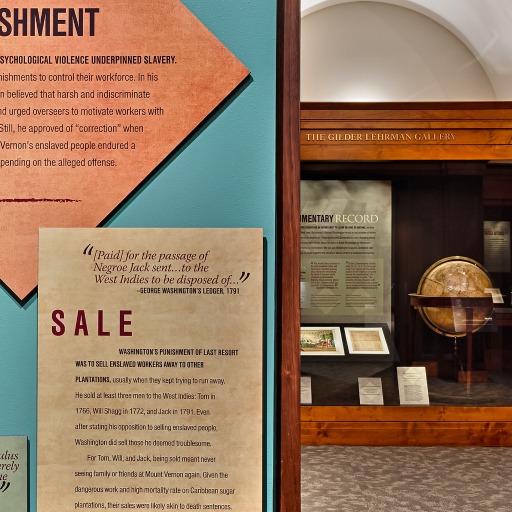 SHMENT
SYCHOLOGICAL VIOLENCE UNDERPINNED SLAVERY.
nishments to control their workforce. In his
n believed that harsh and indiscriminate
nd urged overseers to motivate workers with
Still, he approved of “correction” when
Vernon's enslaved people endured a
pending on the alleged offense.
“[Paid] for the passage of
Negroe Jack sent...to the
West Indies to be disposed of...”
–GEORGE WASHINGTON'S LEDGER, 1791
SALE
WASHINGTON'S PUNISHMENT OF LAST RESORT
WAS TO SELL ENSLAVED WORKERS AWAY TO OTHER
PLANTATIONS, usually when they kept trying to run away.
He sold at least three men to the West Indies: Tom in
1766, Will Shagg in 1772, and Jack in 1791. Even
after stating his opposition to selling enslaved people,
Washington did sell those he deemed troublesome.
For Tom, Will, and Jack, being sold meant never
seeing family or friends at Mount Vernon again. Given the
dangerous work and high mortality rate on Caribbean sugar
plantations, their sales were likely akin to death sentences.
ulus
erely
ne
”
THE GILDER LEHRMAN GALLERY
MENTARY RECORD